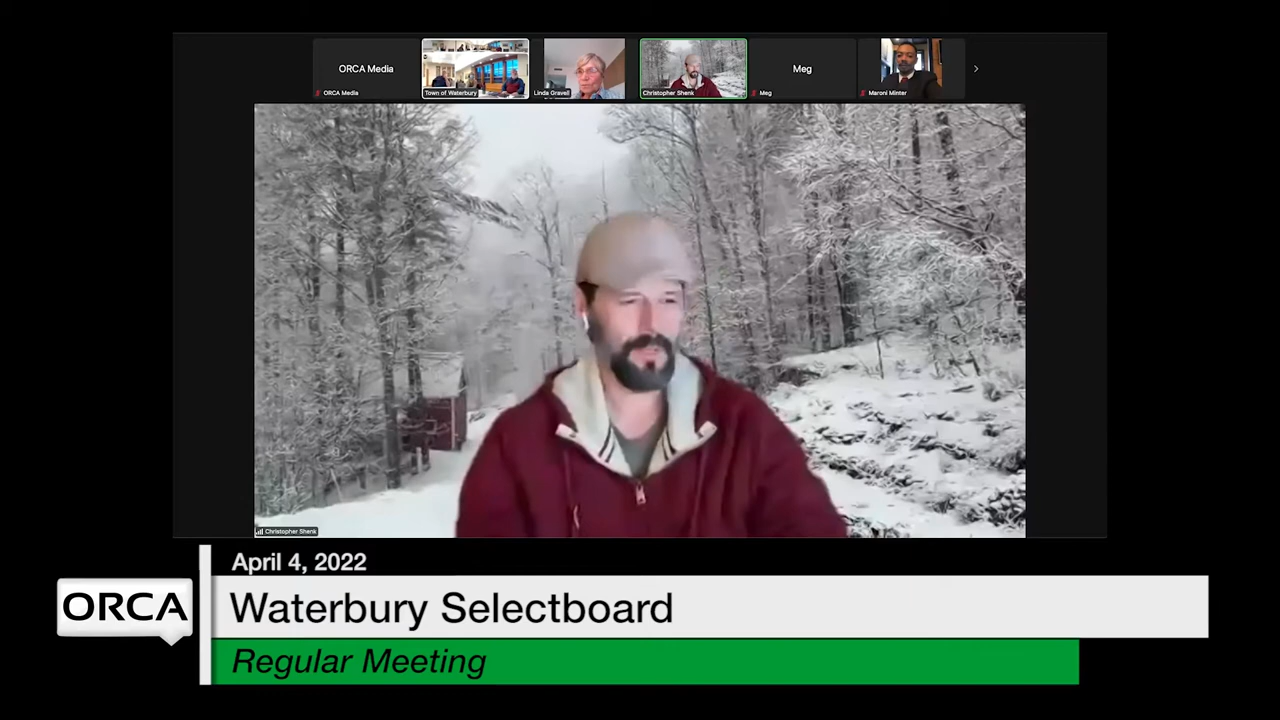 ORCA Media
Meg
ORCA Media
Town of Waterbury
Linda Gravell
Christopher Shenk
Meg
Maroni Minter
Christopher Shenk
April 4, 2022
ORCA
Waterbury Selectboard
Regular Meeting